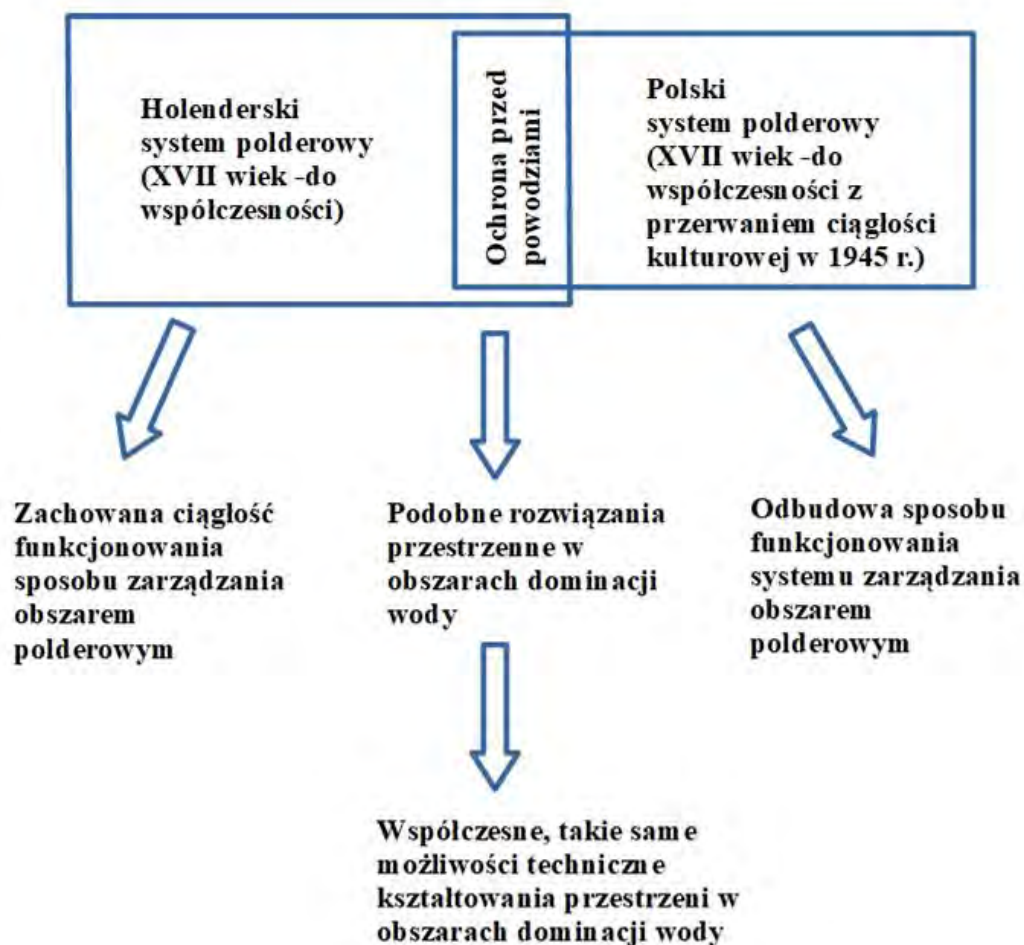 Holenderski
system polderowy
(XVII wiek -do
współczesności)
Ochrona przed
powodziami
Polski
system polderowy
(XVII wiek -do
współczesności z
przerwaniem ciągłości
kulturowej w 1945 r.)
Zachowana ciągłość
funkcjonowania
sposobu zarządzania
obszarem
polderowym
Podobne rozwiązania
przestrzenne w
obszarach dominacji
wody
Odbudowa sposobu
funkcjonowania
systemu zarządzania
obszarem
polderowym
Współczesne, takie same
możliwości techniczne
kształtowania przestrzeni w
obszarach dominacji wody